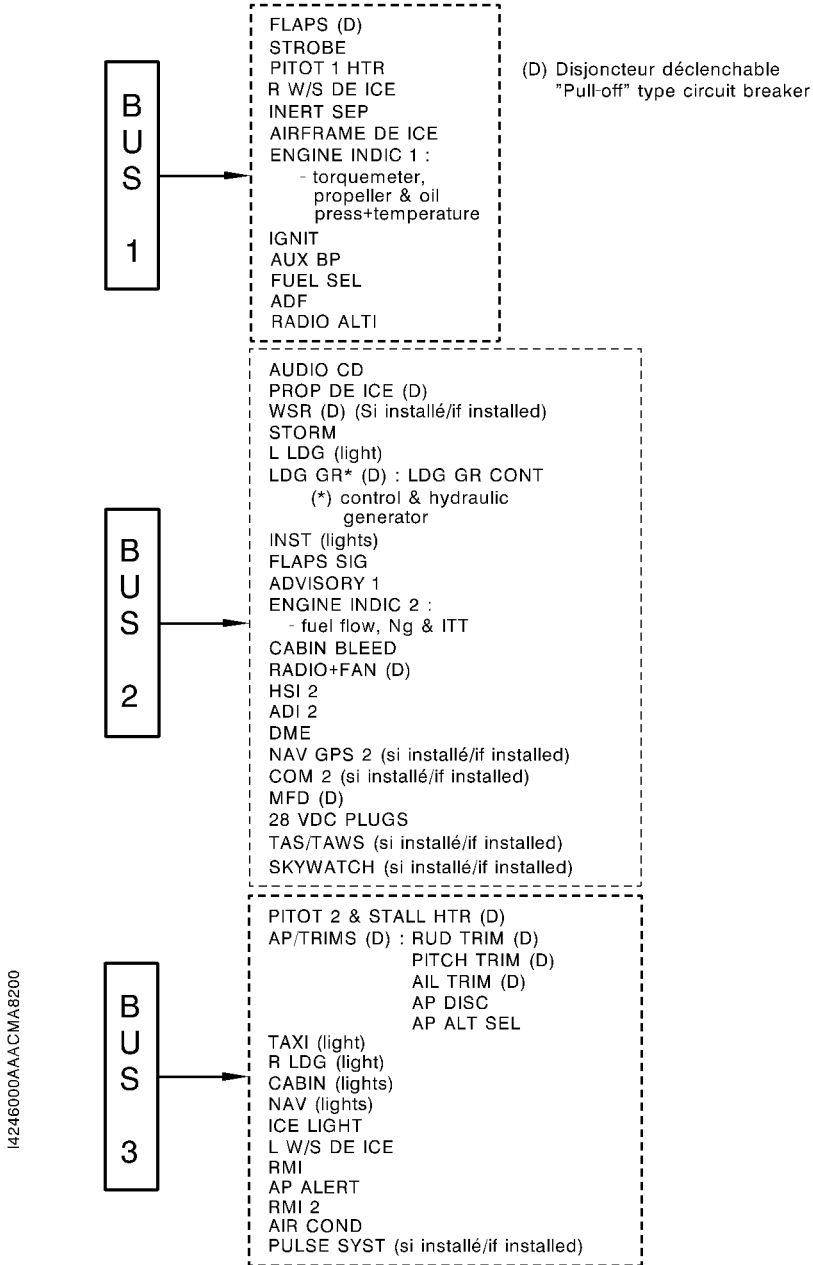 FLAPS (D)
STROBE
PITOT 1 HTR
R W/S DE ICE
INERT SEP
AIRFRAME DE ICE
ENGINE INDIC 1 :
- torquemeter,
propeller & oil
press+temperature
IGNIT
AUX BP
FUEL SEL
ADF
RADIO ALTI
(D) Disjoncteur déclenchable
"Pull-off" type circuit breaker
B
U
S
1
AUDIO CD
PROP DE ICE (D)
WSR (D) (Si installé/if installed)
STORM
L LDG (light)
LDG GR* (D) : LDG GR CONT
(*) control & hydraulic
generator
INST (lights)
FLAPS SIG
ADVISORY 1
ENGINE INDIC 2 :
- fuel flow, Ng & ITT
CABIN BLEED
RADIO+FAN (D)
HSI 2
ADI 2
DME
NAV GPS 2 (si installé/if installed)
COM 2 (si installé/if installed)
MFD (D)
28 VDC PLUGS
TAS/TAWS (si installé/if installed)
SKYWATCH (si installé/if installed)
B
U
S
2
PITOT 2 & STALL HTR (D)
AP/TRIMS (D) : RUD TRIM (D)
PITCH TRIM (D)
AIL TRIM (D)
AP DISC
AP ALT SEL
TAXI (light)
R LDG (light)
CABIN (lights)
NAV (lights)
ICE LIGHT
L W/S DE ICE
RMI
AP ALERT
RMI 2
AIR COND
PULSE SYST (si installé/if installed)
B
U
S
3
I4246000AAACMA8200